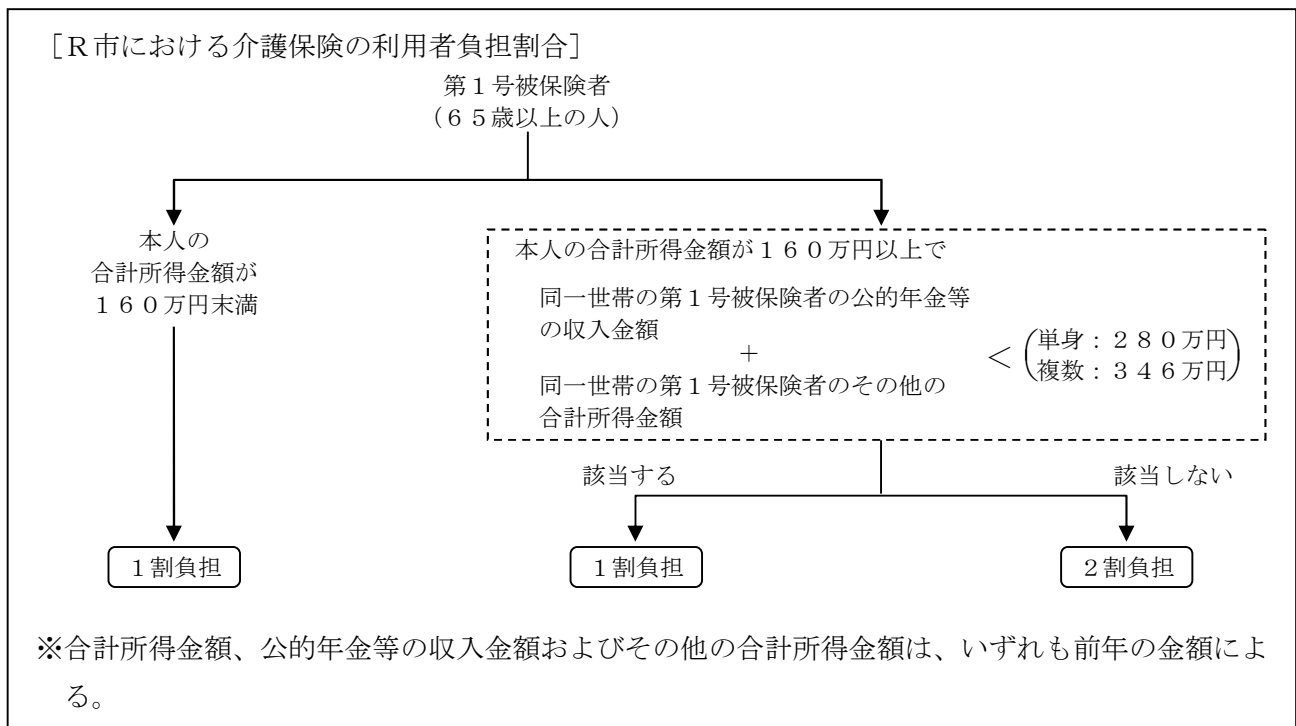 ［Ｒ市における介護保険の利用者負担割合］
第１号被保険者
（６５歳以上の人）
本人の
合計所得金額が
１６０万円末満
本人の合計所得金額が１６０万円以上で
同一世帯の第１号被保険者の公的年金等
の収入金額
＋
同一世帯の第１号被保険者のその他の
合計所得金額
＜
単身：２８０万円
複数：３４６万円
該当する
該当しない
１割負担
１割負担
２割負担
※合計所得金額、公的年金等の収入金額およびその他の合計所得金額は、いずれも前年の金額によ
る。